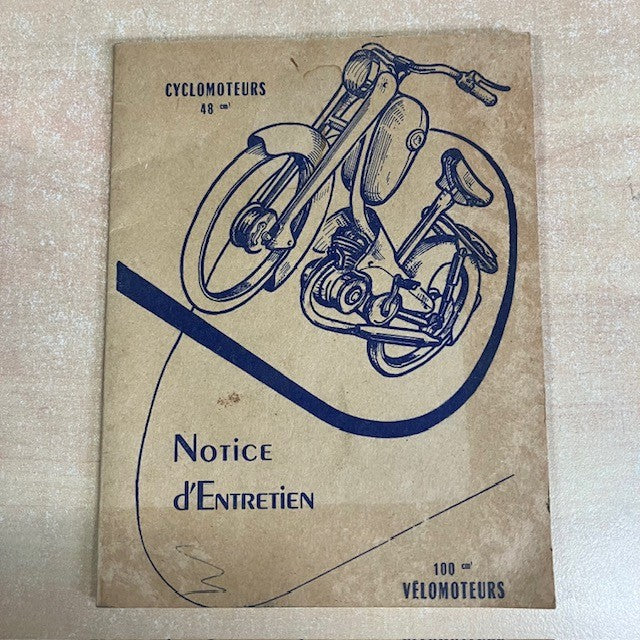 CYCLOMOTEURS
48 cm³
NOTICE
d'ENTRETIEN
100 cm³
VÉLOMOTEURS